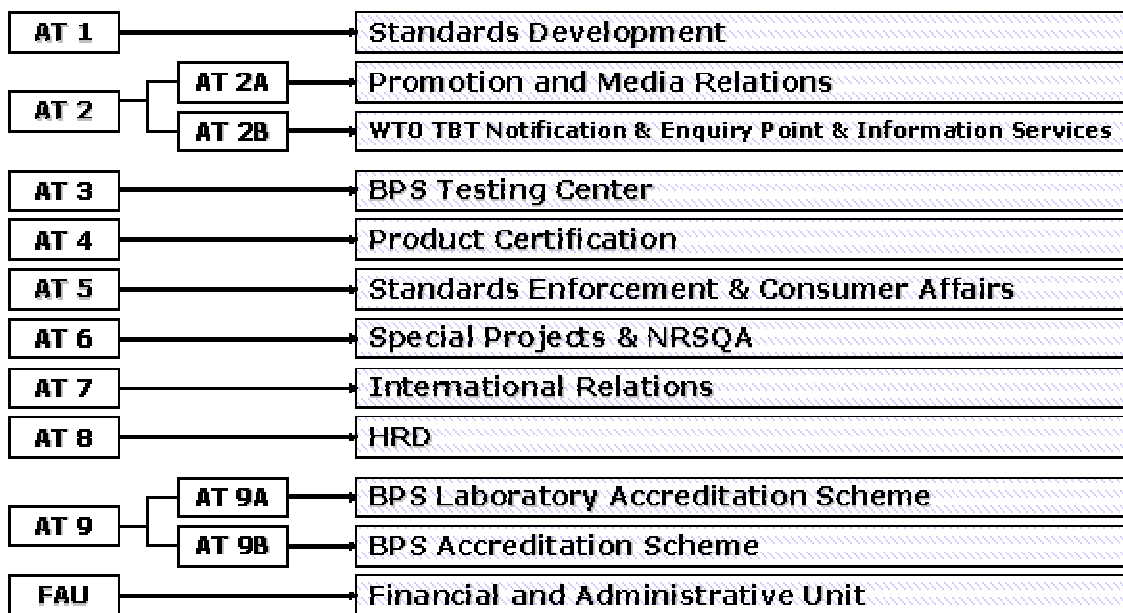 AT 1 Standards Development
AT 2
AT 2A Promotion and Media Relations
AT 2B WTO TBT Notification & Enquiry Point & Information Services
AT 3 BPS Testing Center
AT 4 Product Certification
AT 5 Standards Enforcement & Consumer Affairs
AT 6 Special Projects & NRSQA
AT 7 International Relations
AT 8 HRD
AT 9
AT 9A BPS Laboratory Accreditation Scheme
AT 9B BPS Accreditation Scheme
FAU Financial and Administrative Unit